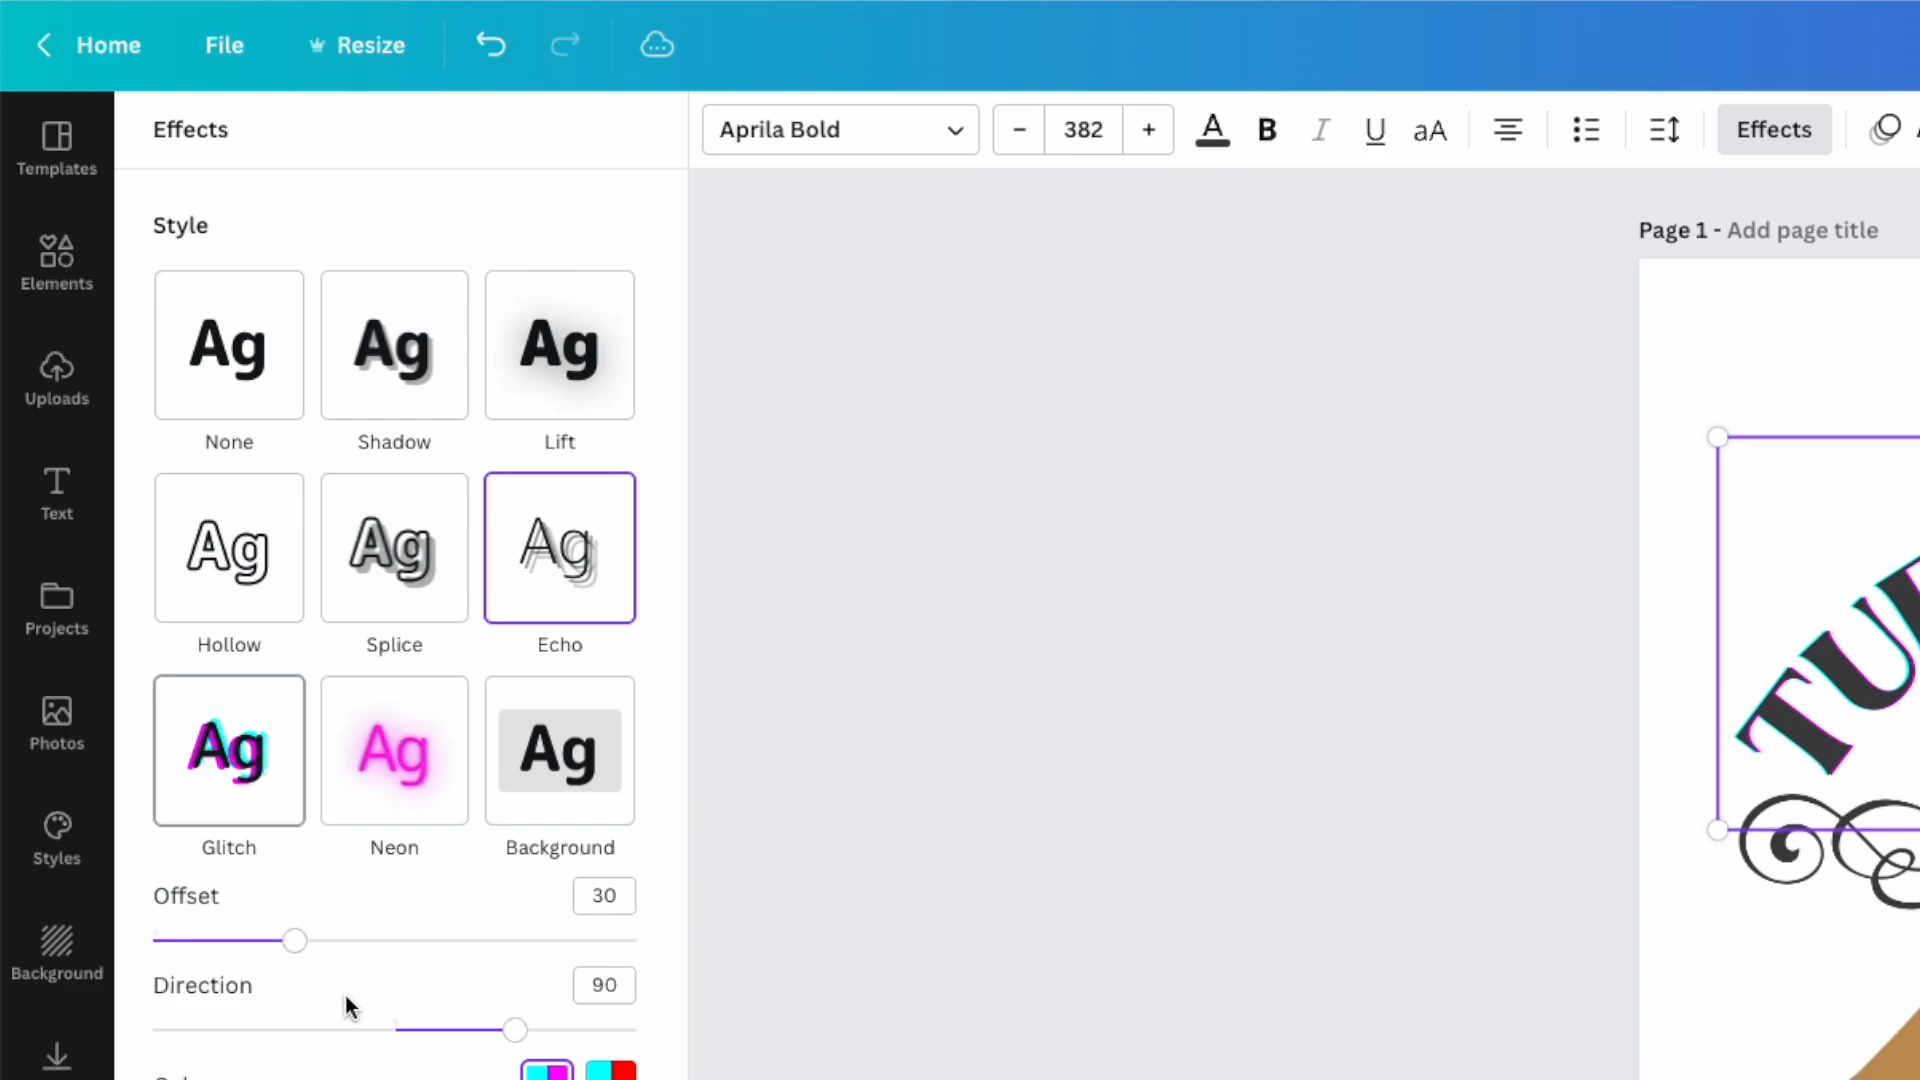 Home File Resize
Effects
Aprila Bold
− 382 +
A B I U aA
Effects
Templates
Elements
Uploads
Text
Projects
Photos
Styles
Background
Style
Ag Ag Ag
None Shadow Lift
Ag Ag Ag
Hollow Splice Echo
Ag Ag Ag
Glitch Neon Background
Offset 30
Direction 90
Page 1 - Add page title
TU